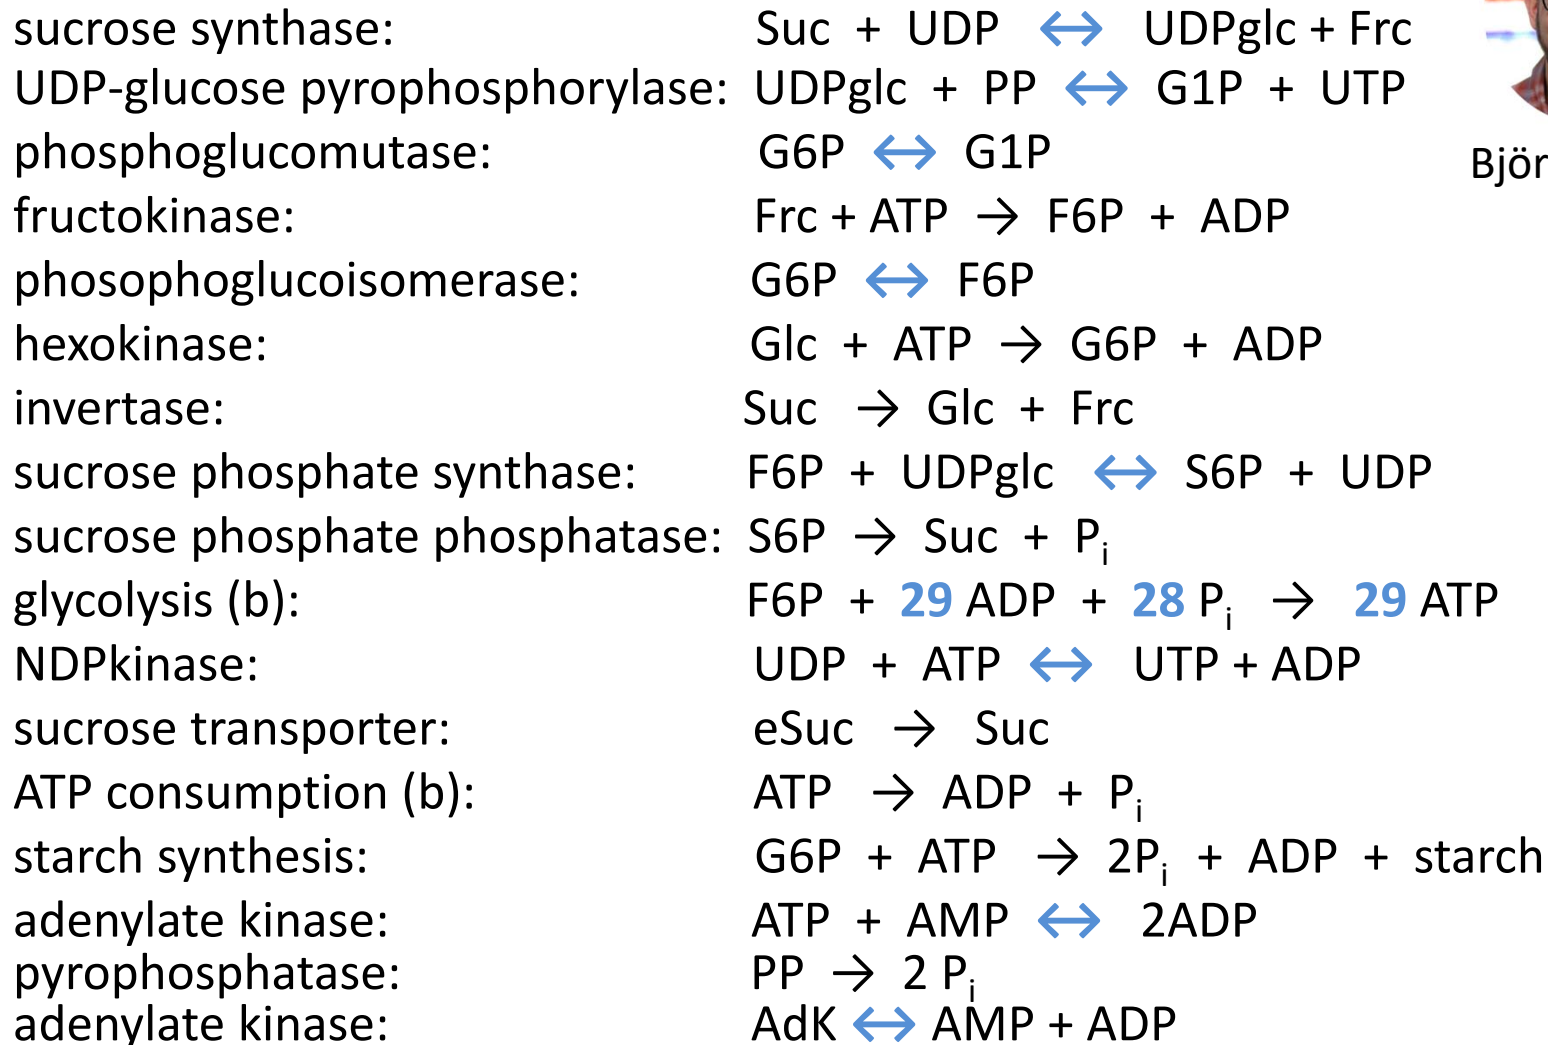 sucrose synthase: Suc + UDP ↔ UDPglc + Frc
UDP-glucose pyrophosphorylase: UDPglc + PP ↔ G1P + UTP
phosphoglucomutase: G6P ↔ G1P
Björ
fructokinase: Frc + ATP → F6P + ADP
phosophoglucoisomerase: G6P ↔ F6P
hexokinase: Glc + ATP → G6P + ADP
invertase: Suc → Glc + Frc
sucrose phosphate synthase: F6P + UDPglc ↔ S6P + UDP
sucrose phosphate phosphatase: S6P → Suc + Pi
glycolysis (b): F6P + 29 ADP + 28 Pi → 29 ATP
NDPkinase: UDP + ATP ↔ UTP + ADP
sucrose transporter: eSuc → Suc
ATP consumption (b): ATP → ADP + Pi
starch synthesis: G6P + ATP → 2Pi + ADP + starch
adenylate kinase: ATP + AMP ↔ 2ADP
pyrophosphatase: PP → 2 Pi
adenylate kinase: AdK ↔ AMP + ADP